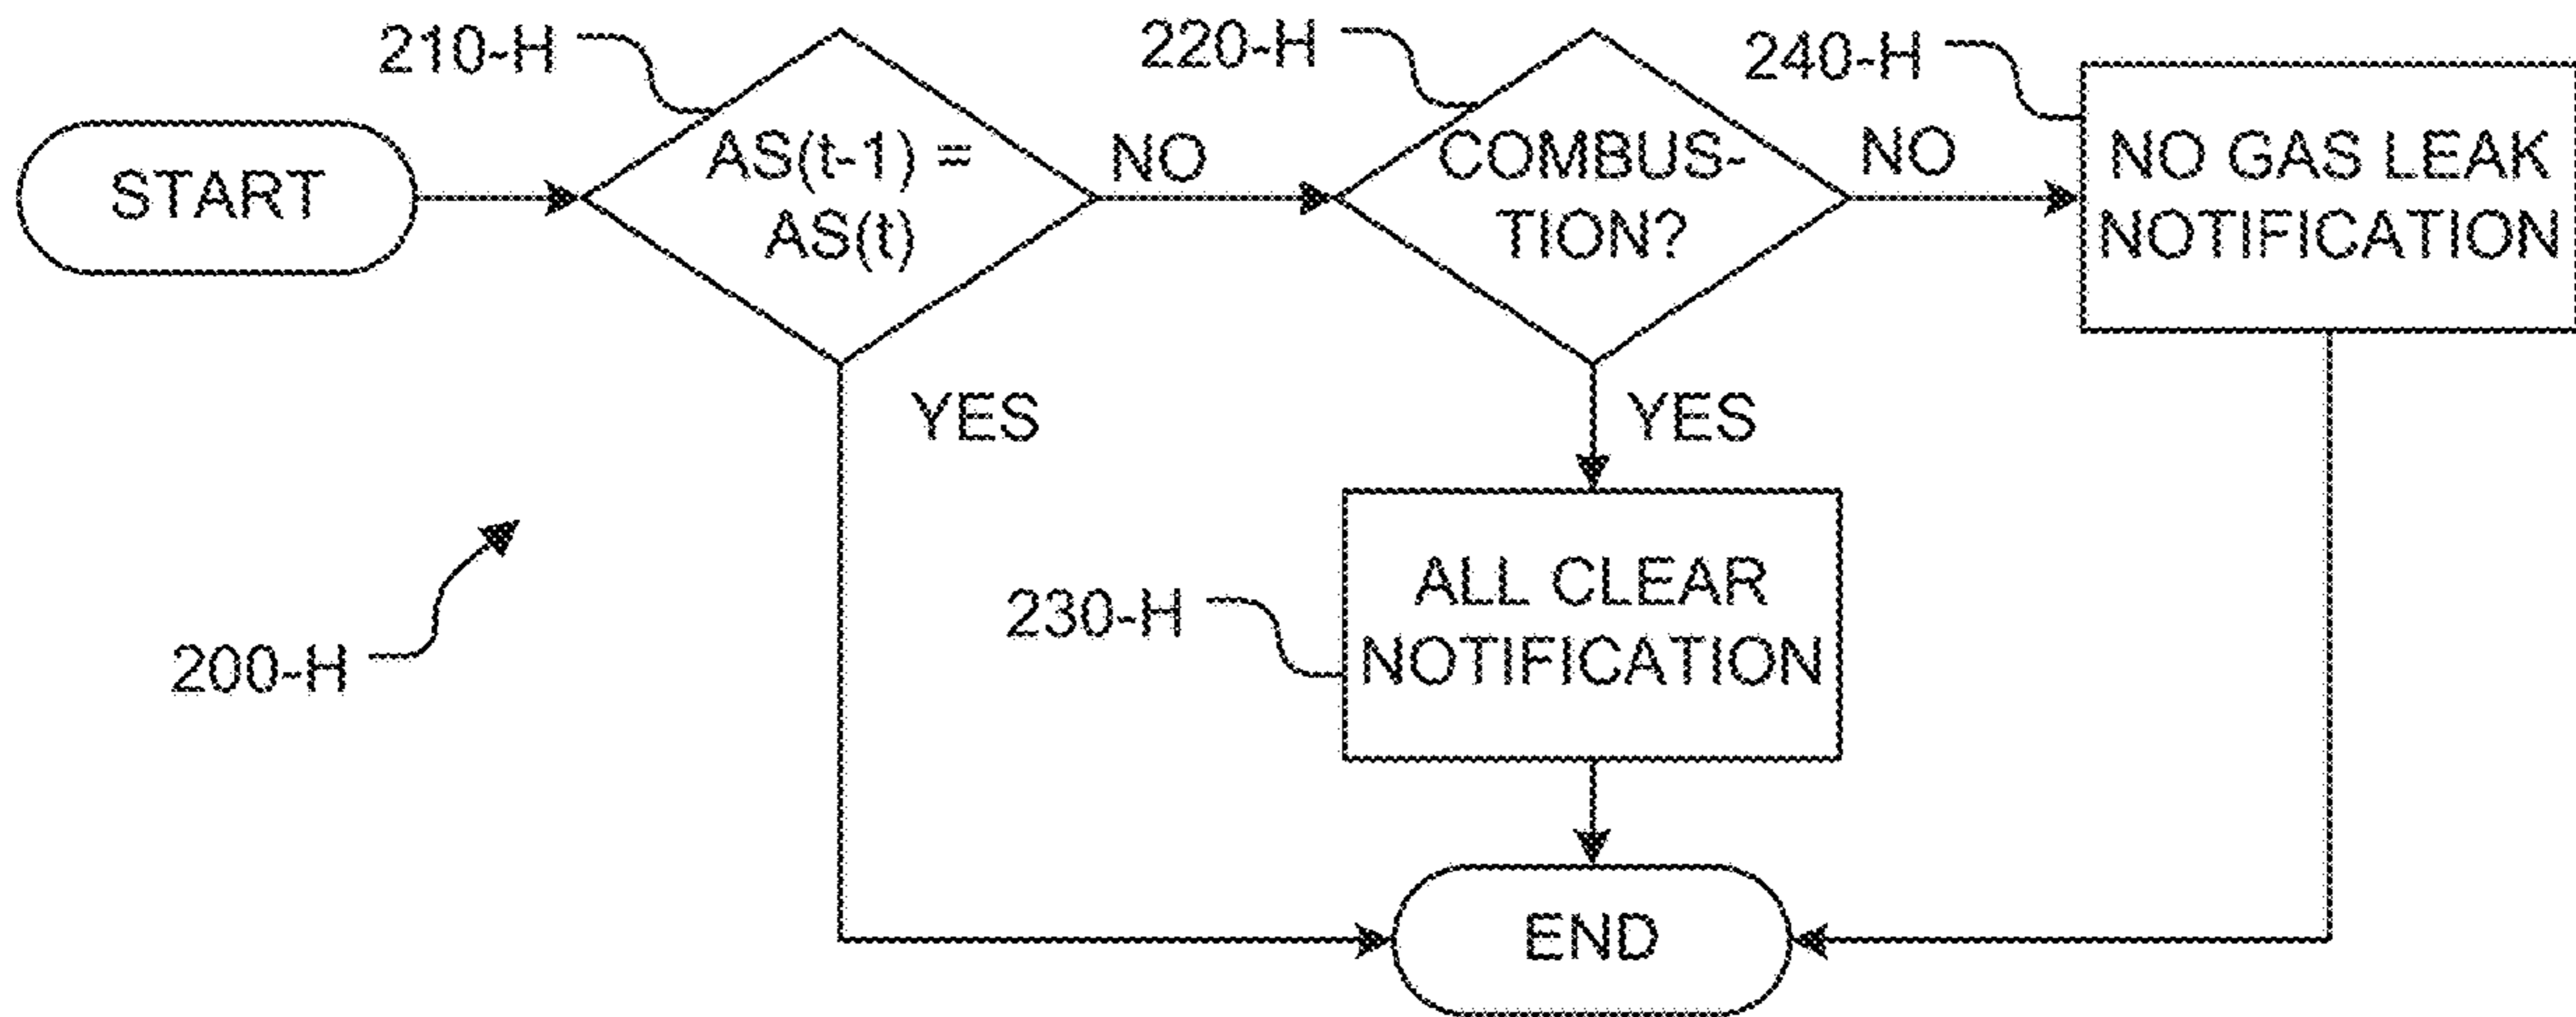 210-H
220-H
240-H
START
AS(t-1) =
AS(t)
NO
COMBUS-
TION?
NO
NO GAS LEAK
NOTIFICATION
YES
YES
200-H
230-H
ALL CLEAR
NOTIFICATION
END